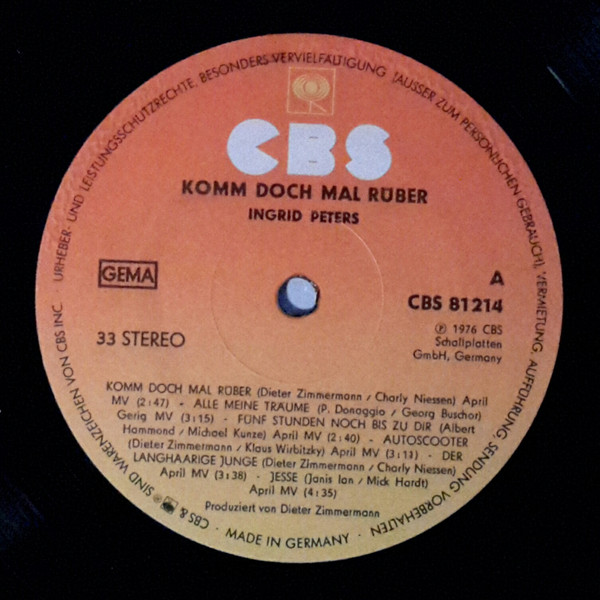 URHEBER- UND LEISTUNGSSCHUTZRECHTE, BESONDERS VERVIELFÄLTIGUNG (AUSSER ZUM PERSÖNLICHEN GEBRAUCH), VERMIETUNG, AUFFÜHRUNG, SENDUNG VORBEHALTEN
CBS
KOMM DOCH MAL RÜBER
INGRID PETERS
GEMA
A
CBS 81214
33 STEREO
℗ 1976 CBS
Schallplatten
GmbH, Germany
KOMM DOCH MAL RÜBER (Dieter Zimmermann / Charly Niessen) April
MV (2:47) - ALLE MEINE TRÄUME (P. Donaggio / Georg Buschor)
Gerig MV (3:15) - FÜNF STUNDEN NOCH BIS ZU DIR (Albert
Hammond / Michael Kunze) April MV (2:40) - AUTOSCOOTER
(Dieter Zimmermann / Klaus Wirbitzky) April MV (3:11) - DER
LANGHAARIGE JUNGE (Dieter Zimmermann / Charly Niessen)
April MV (3:38) - JESSE (Janis Ian / Mick Hardt)
April MV (4:35)
Produziert von Dieter Zimmermann
· MADE IN GERMANY ·
CBS & SIND WARENZEICHEN VON CBS INC